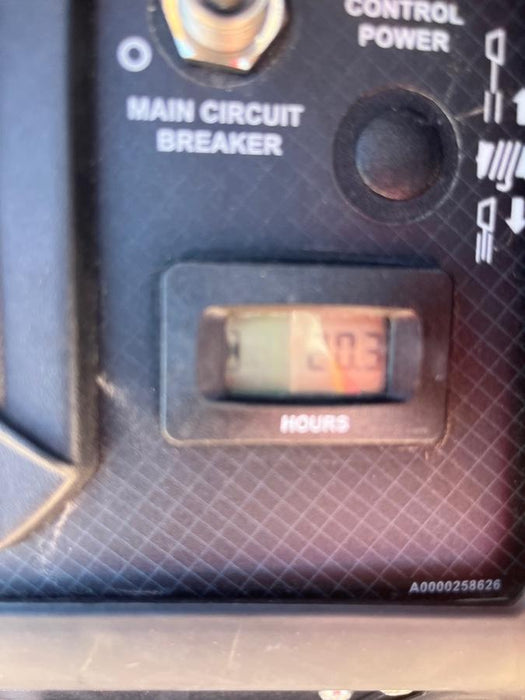 CONTROL
POWER
O
MAIN CIRCUIT
BREAKER
HOURS
A0000258626